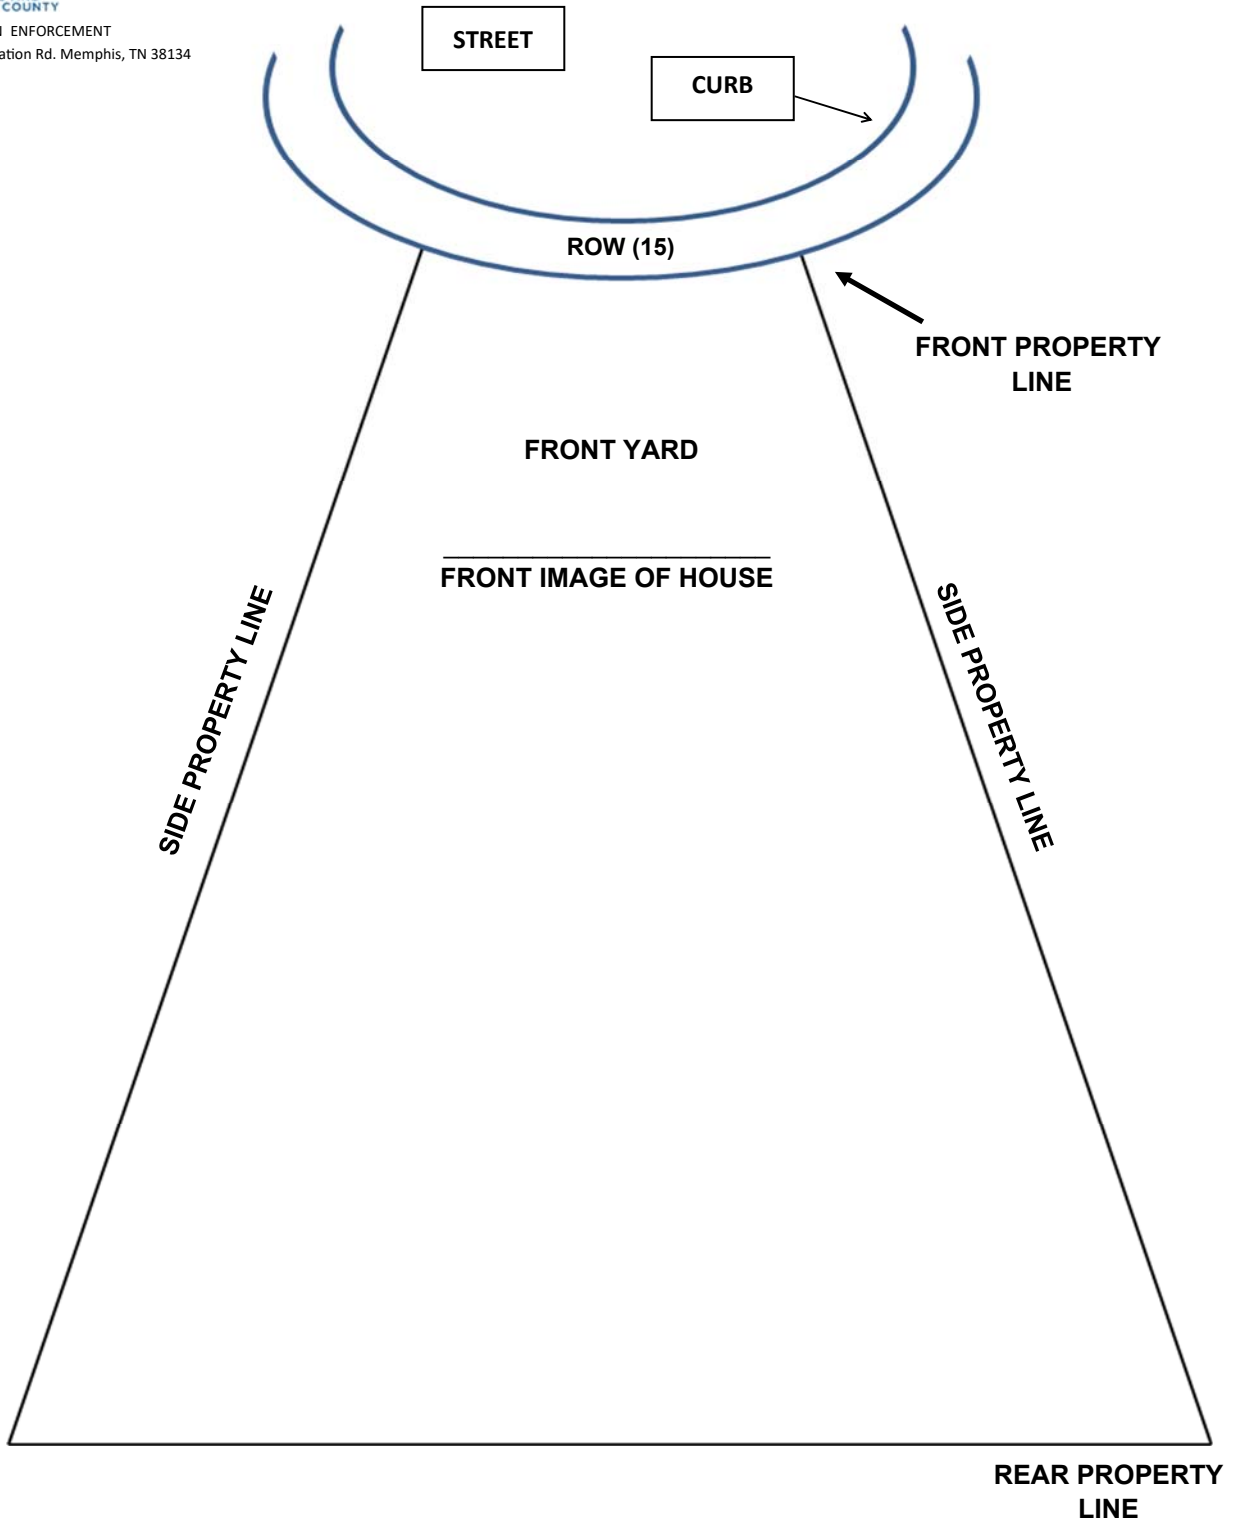 COUNTY
ENFORCEMENT
Rd. Memphis, TN 38134
STREET
CURB
ROW (15)
FRONT PROPERTY
LINE
FRONT YARD
FRONT IMAGE OF HOUSE
SIDE PROPERTY LINE
SIDE PROPERTY LINE
REAR PROPERTY
LINE